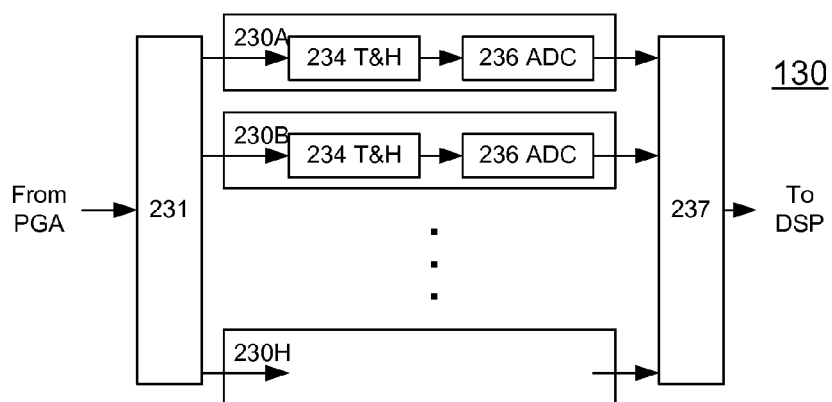 230A
234 T&H
236 ADC
130
230B
234 T&H
236 ADC
From
PGA
231
237
To
DSP
230H